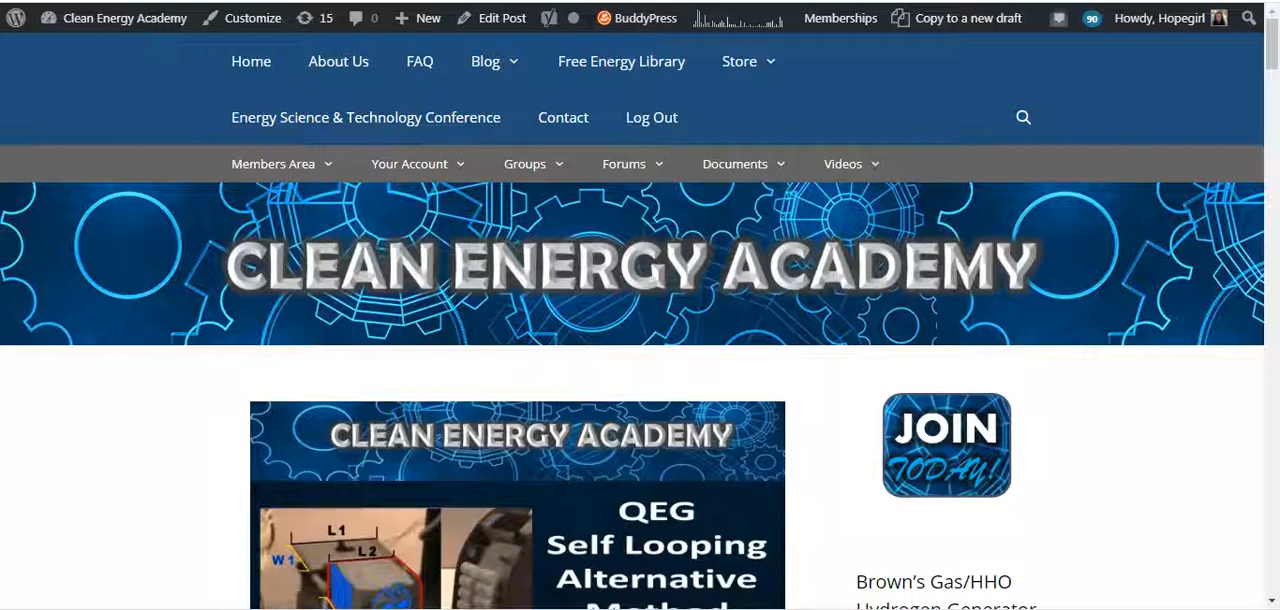 Clean Energy Academy Customize 15 0 New Edit Post BuddyPress Memberships Copy to a new draft 90 Howdy, Hopegirl
Home About Us FAQ Blog Free Energy Library Store
Energy Science & Technology Conference Contact Log Out
Members Area Your Account Groups Forums Documents Videos
CLEAN ENERGY ACADEMY
CLEAN ENERGY ACADEMY
JOIN
TODAY!
QEG
Self Looping
Alternative
Method
L1
L2
W1
Brown's Gas/HHO
Hydrogen Generator